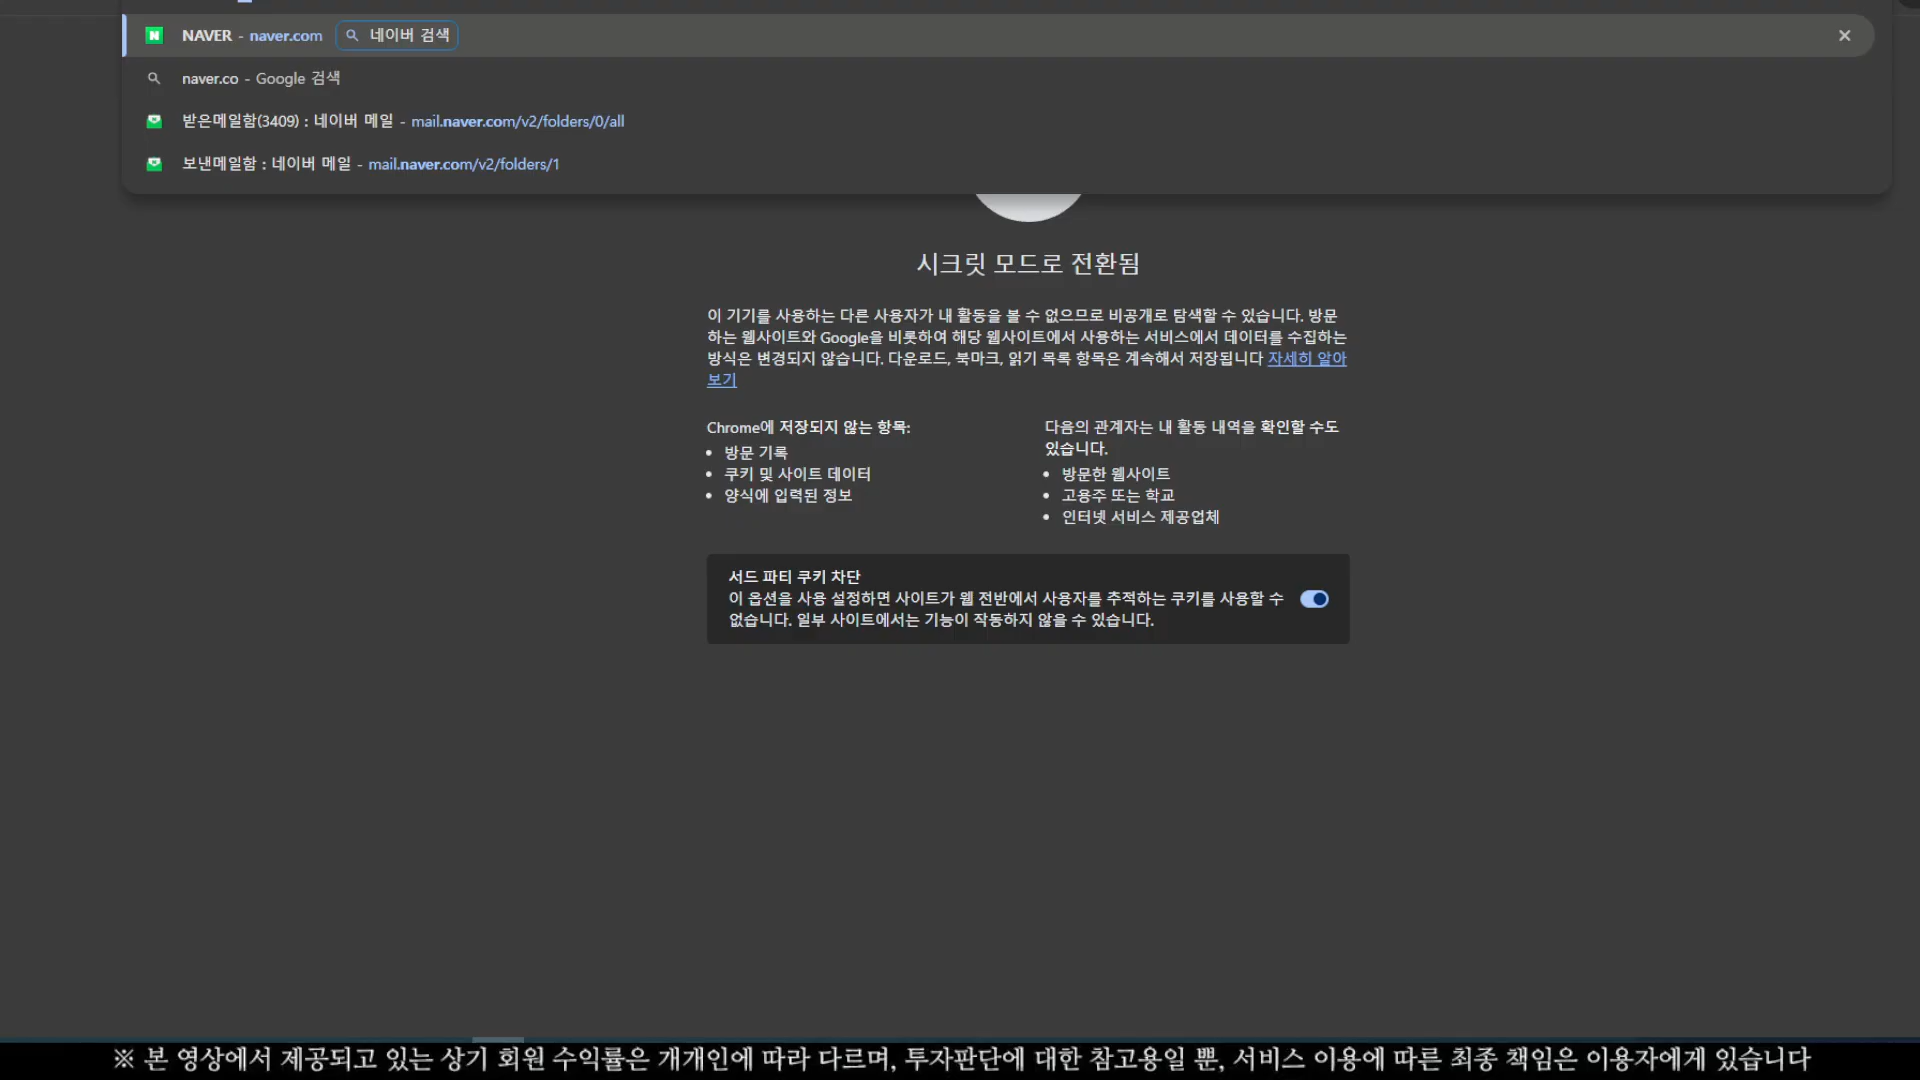 NAVER - naver.com 네이버 검색
naver.co - Google 검색
받은메일함(3409) : 네이버 메일 - mail.naver.com/v2/folders/0/all
보낸메일함 : 네이버 메일 - mail.naver.com/v2/folders/1
시크릿 모드로 전환됨
이 기기를 사용하는 다른 사용자가 내 활동을 볼 수 없으므로 비공개로 탐색할 수 있습니다. 방문
하는 웹사이트와 Google을 비롯하여 해당 웹사이트에서 사용하는 서비스에서 데이터를 수집하는
방식은 변경되지 않습니다. 다운로드, 북마크, 읽기 목록 항목은 계속해서 저장됩니다 자세히 알아
보기
Chrome에 저장되지 않는 항목:
• 방문 기록
• 쿠키 및 사이트 데이터
• 양식에 입력된 정보
다음의 관계자는 내 활동 내역을 확인할 수도
있습니다.
• 방문한 웹사이트
• 고용주 또는 학교
• 인터넷 서비스 제공업체
서드 파티 쿠키 차단
이 옵션을 사용 설정하면 사이트가 웹 전반에서 사용자를 추적하는 쿠키를 사용할 수
없습니다. 일부 사이트에서는 기능이 작동하지 않을 수 있습니다.
※ 본 영상에서 제공되고 있는 상기 회원 수익률은 개개인에 따라 다르며, 투자판단에 대한 참고용일 뿐, 서비스 이용에 따른 최종 책임은 이용자에게 있습니다